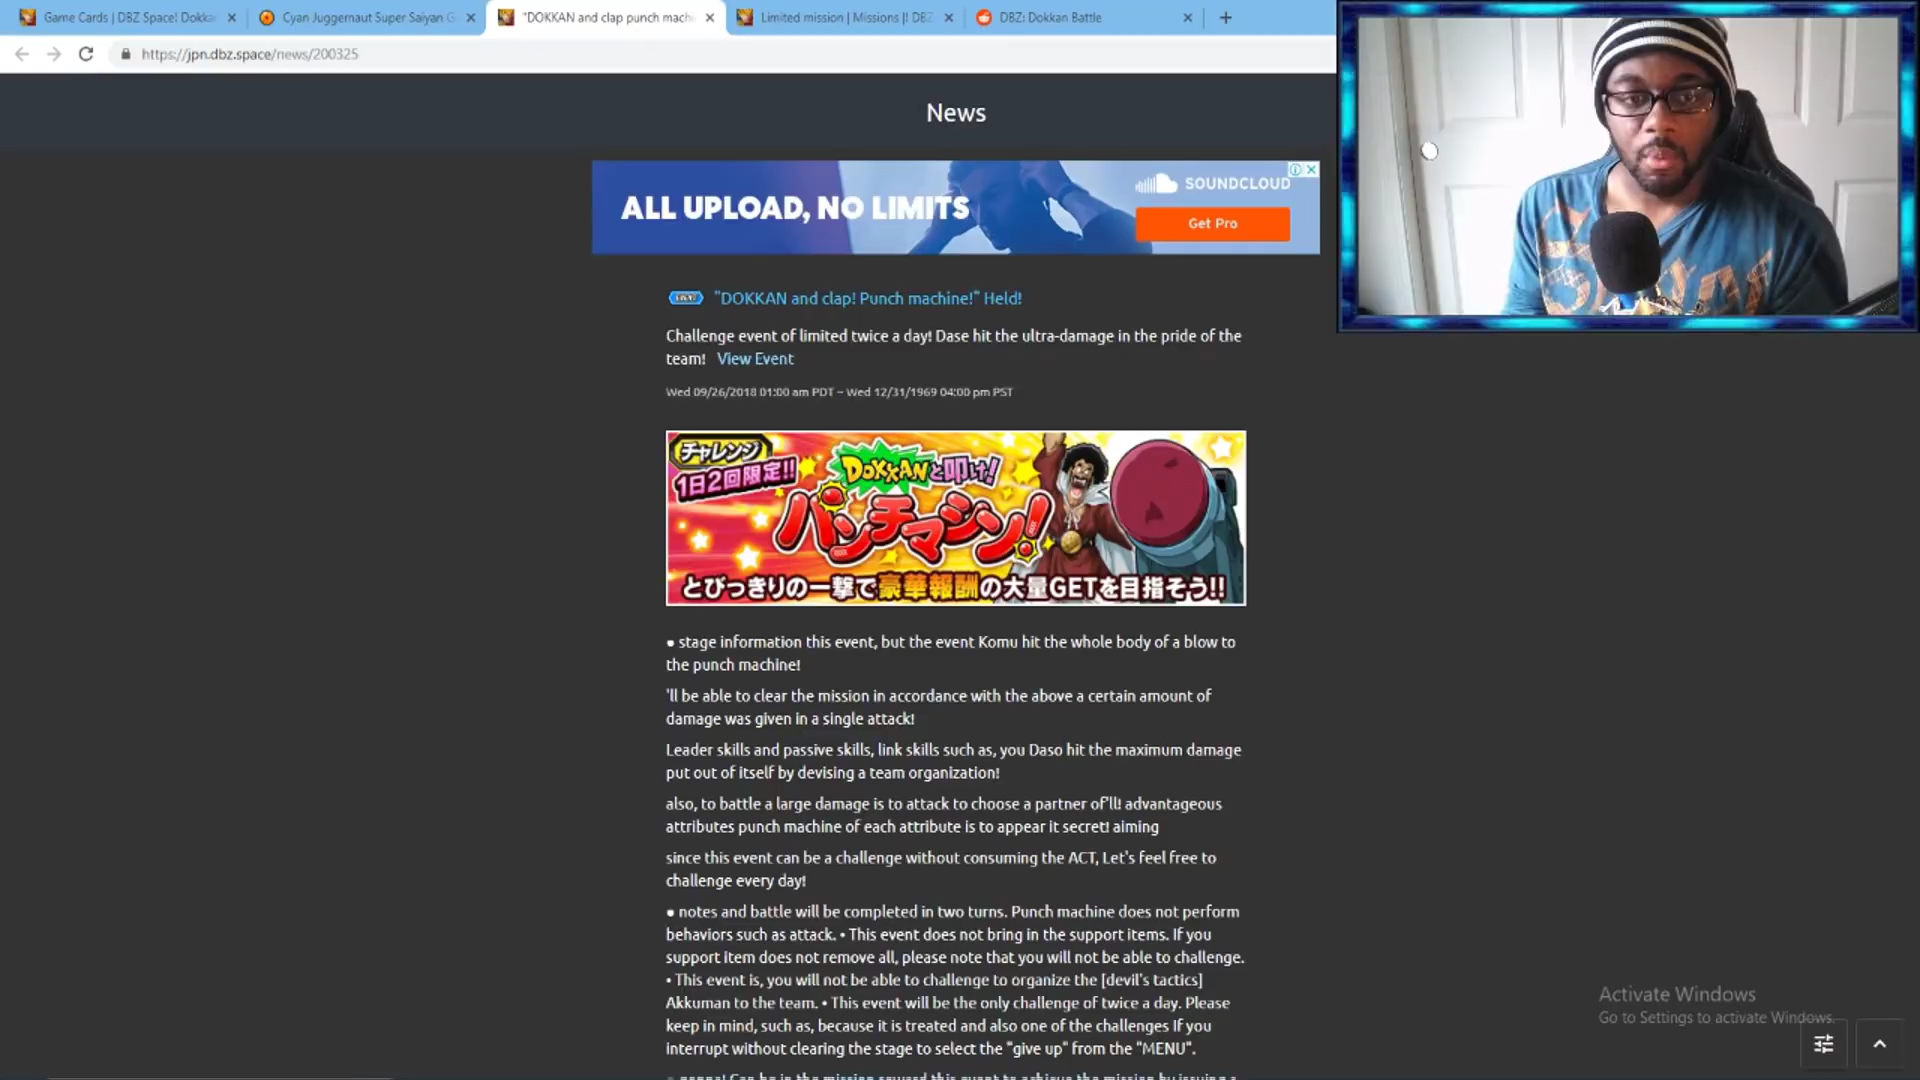 Game Cards | DBZ Space! Dokka
Cyan Juggernaut Super Saiyan G
"DOKKAN and clap punch machi
Limited mission | Missions |! DBZ
DBZ: Dokkan Battle
https://jpn.dbz.space/news/200325
News
ALL UPLOAD, NO LIMITS
SOUNDCLOUD
Get Pro
"DOKKAN and clap! Punch machine!" Held!
Challenge event of limited twice a day! Dase hit the ultra-damage in the pride of the
team! View Event
Wed 09/26/2018 01:00 am PDT ~ Wed 12/31/1969 04:00 pm PST
チャレンジ
1日2回限定!!
DOKKANと叩け!
パンチマシン!
とびっきりの一撃で豪華報酬の大量GETを目指そう!!
● stage information this event, but the event Komu hit the whole body of a blow to
the punch machine!
'll be able to clear the mission in accordance with the above a certain amount of
damage was given in a single attack!
Leader skills and passive skills, link skills such as, you Daso hit the maximum damage
put out of itself by devising a team organization!
also, to battle a large damage is to attack to choose a partner of'll! advantageous
attributes punch machine of each attribute is to appear it secret! aiming
since this event can be a challenge without consuming the ACT, Let's feel free to
challenge every day!
● notes and battle will be completed in two turns. Punch machine does not perform
behaviors such as attack. • This event does not bring in the support items. If you
support item does not remove all, please note that you will not be able to challenge.
• This event is, you will not be able to challenge to organize the [devil's tactics]
Akkuman to the team. • This event will be the only challenge of twice a day. Please
keep in mind, such as, because it is treated and also one of the challenges If you
interrupt without clearing the stage to select the "give up" from the "MENU".
Activate Windows
Go to Settings to activate Windows.